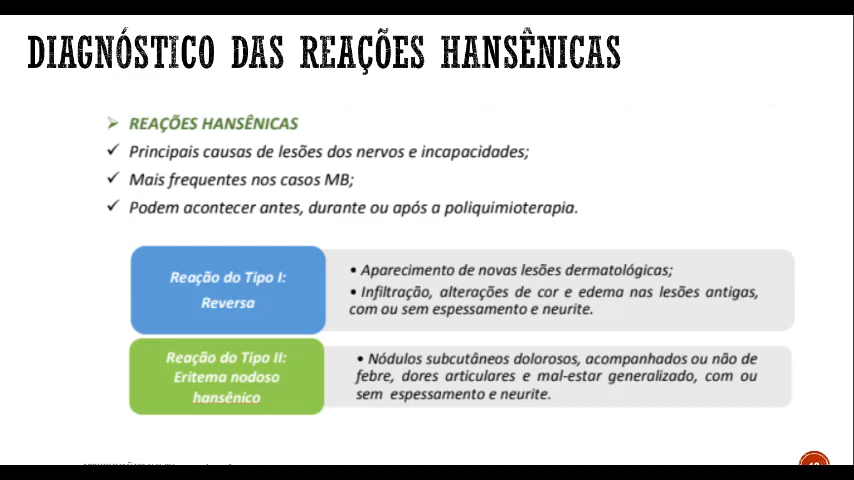 DIAGNÓSTICO DAS REAÇÕES HANSÊNICAS
➢ REAÇÕES HANSÊNICAS
✓ Principais causas de lesões dos nervos e incapacidades;
✓ Mais frequentes nos casos MB;
✓ Podem acontecer antes, durante ou após a poliquimioterapia.
Reação do Tipo I:
Reversa
• Aparecimento de novas lesões dermatológicas;
• Infiltração, alterações de cor e edema nas lesões antigas,
com ou sem espessamento e neurite.
Reação do Tipo II:
Eritema nodoso
hansênico
• Nódulos subcutâneos dolorosos, acompanhados ou não de
febre, dores articulares e mal-estar generalizado, com ou
sem espessamento e neurite.